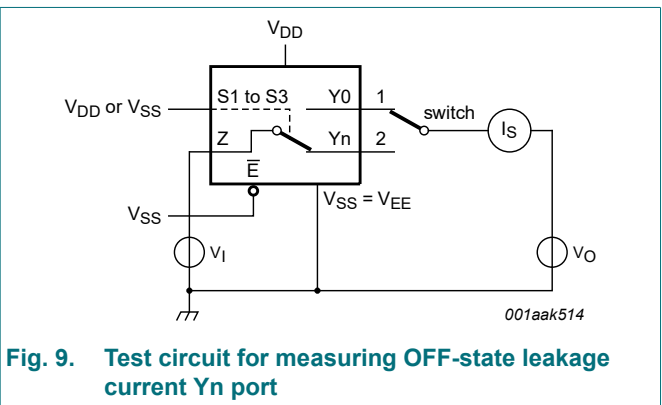 VDD
VDD or VSS
S1 to S3
Y0
1
switch
IS
Z
Yn
2
E̅
VSS = VEE
VSS
VI
VO
001aak514
Fig. 9. Test circuit for measuring OFF-state leakage
current Yn port